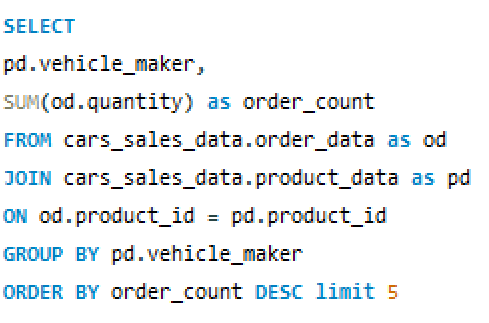 SELECT
pd.vehicle_maker,
SUM(od.quantity) as order_count
FROM cars_sales_data.order_data as od
JOIN cars_sales_data.product_data as pd
ON od.product_id = pd.product_id
GROUP BY pd.vehicle_maker
ORDER BY order_count DESC limit 5